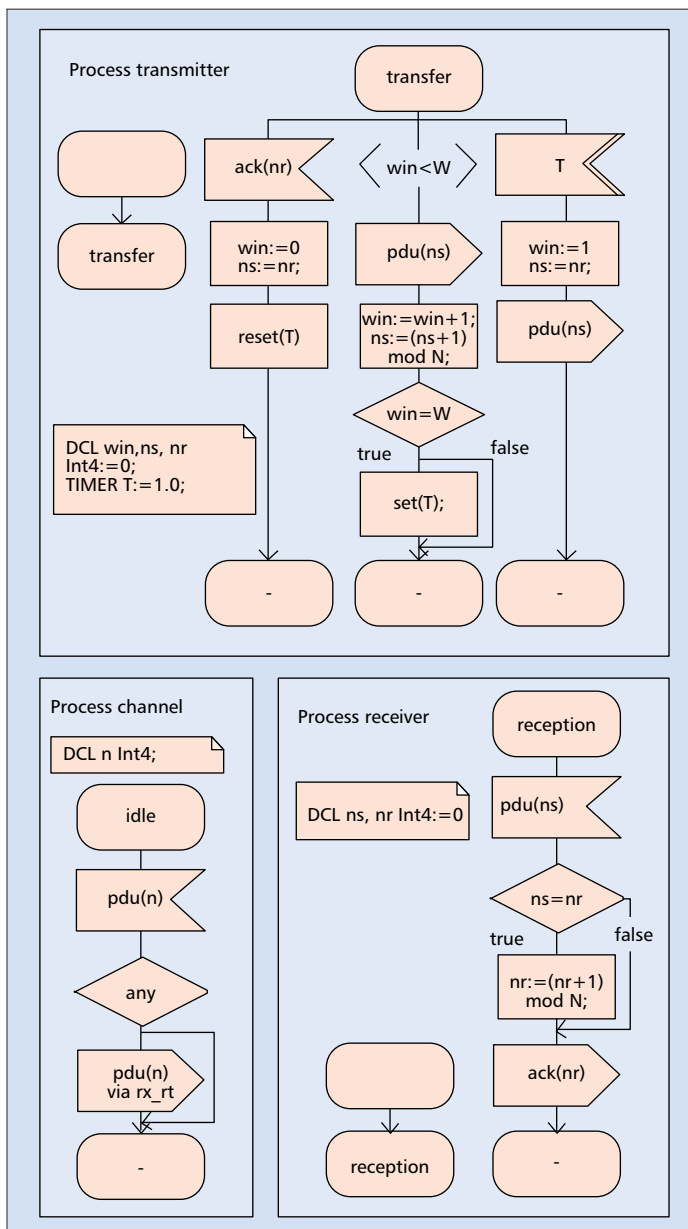 Process transmitter
transfer
transfer
ack(nr)
win:=0
ns:=nr;
reset(T)
-
win<W
pdu(ns)
win:=win+1;
ns:=(ns+1)
mod N;
win=W
true
false
set(T);
-
T
win:=1
ns:=nr;
pdu(ns)
-
DCL win,ns, nr
Int4:=0;
TIMER T:=1.0;
Process channel
DCL n Int4;
idle
pdu(n)
any
pdu(n)
via rx_rt
-
Process receiver
DCL ns, nr Int4:=0
reception
pdu(ns)
ns=nr
true
false
nr:=(nr+1)
mod N;
ack(nr)
-
reception